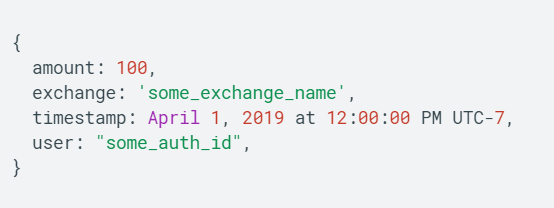 {
amount: 100,
exchange: 'some_exchange_name',
timestamp: April 1, 2019 at 12:00:00 PM UTC-7,
user: "some_auth_id",
}